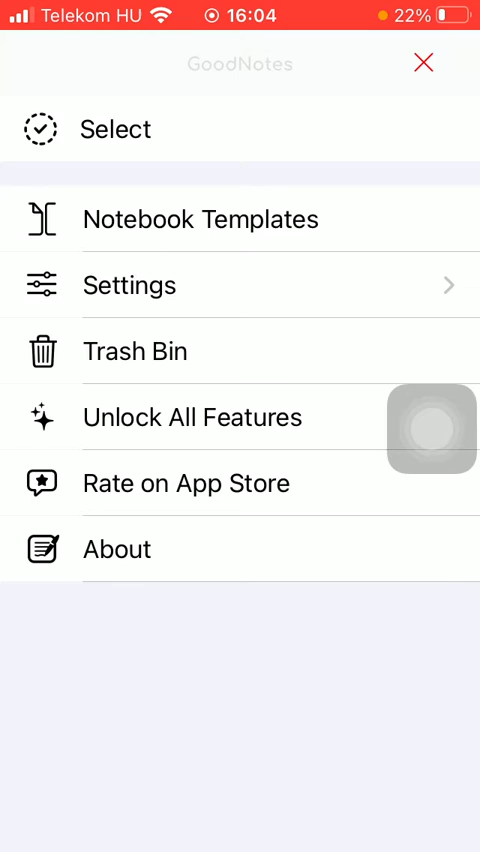 Telekom HU 16:04 22%
GoodNotes
Select
Notebook Templates
Settings
Trash Bin
Unlock All Features
Rate on App Store
About